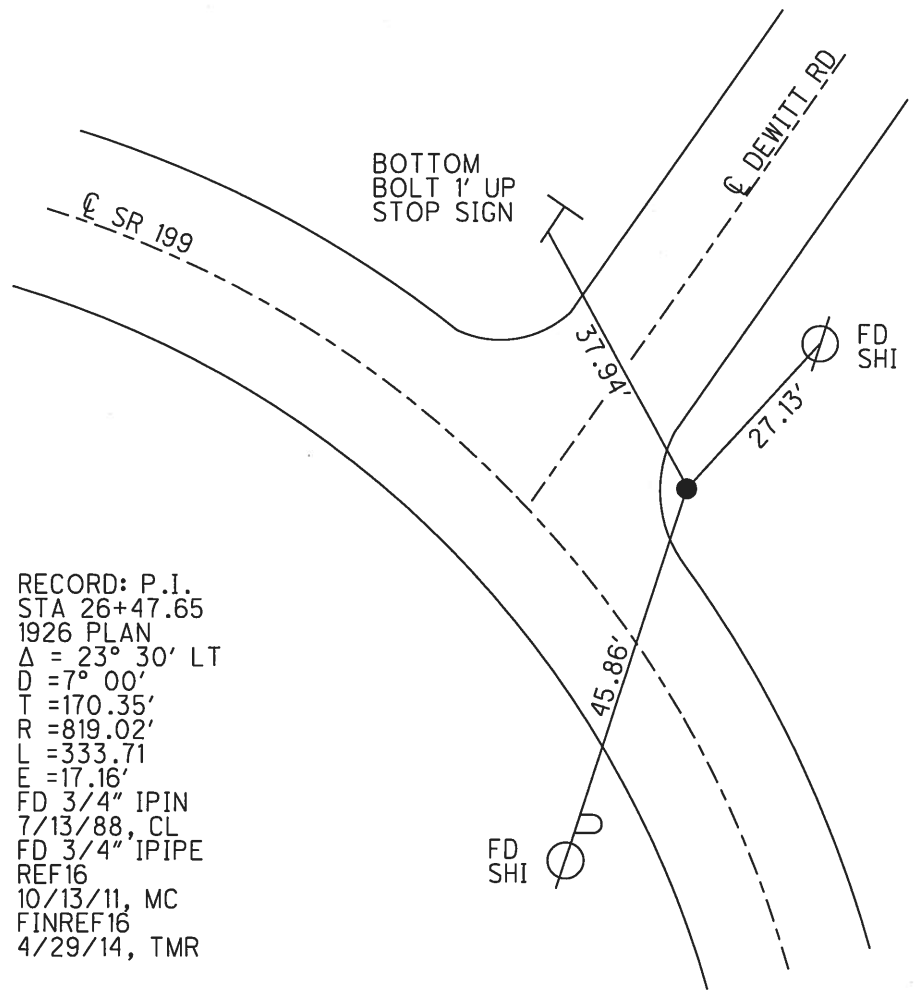 BOTTOM
BOLT 1' UP
STOP SIGN
℄ DEWITT RD
℄ SR 199
37.94'
FD
SHI
27.13'
45.86'
FD
SHI
RECORD: P.I.
STA 26+47.65
1926 PLAN
Δ = 23° 30' LT
D =7° 00'
T =170.35'
R =819.02'
L =333.71
E =17.16'
FD 3/4" IPIN
7/13/88, CL
FD 3/4" IPIPE
REF16
10/13/11, MC
FINREF16
4/29/14, TMR